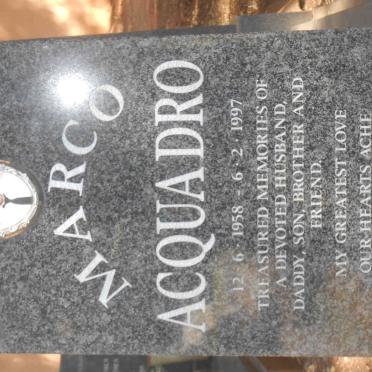 MARCO
ACQUADRO
12 - 6 - 1958 - 6 - 2 - 1997
TREASURED MEMORIES OF
A DEVOTED HUSBAND,
DADDY, SON, BROTHER AND
FRIEND.
MY GREATEST LOVE
OUR HEARTS ACHE